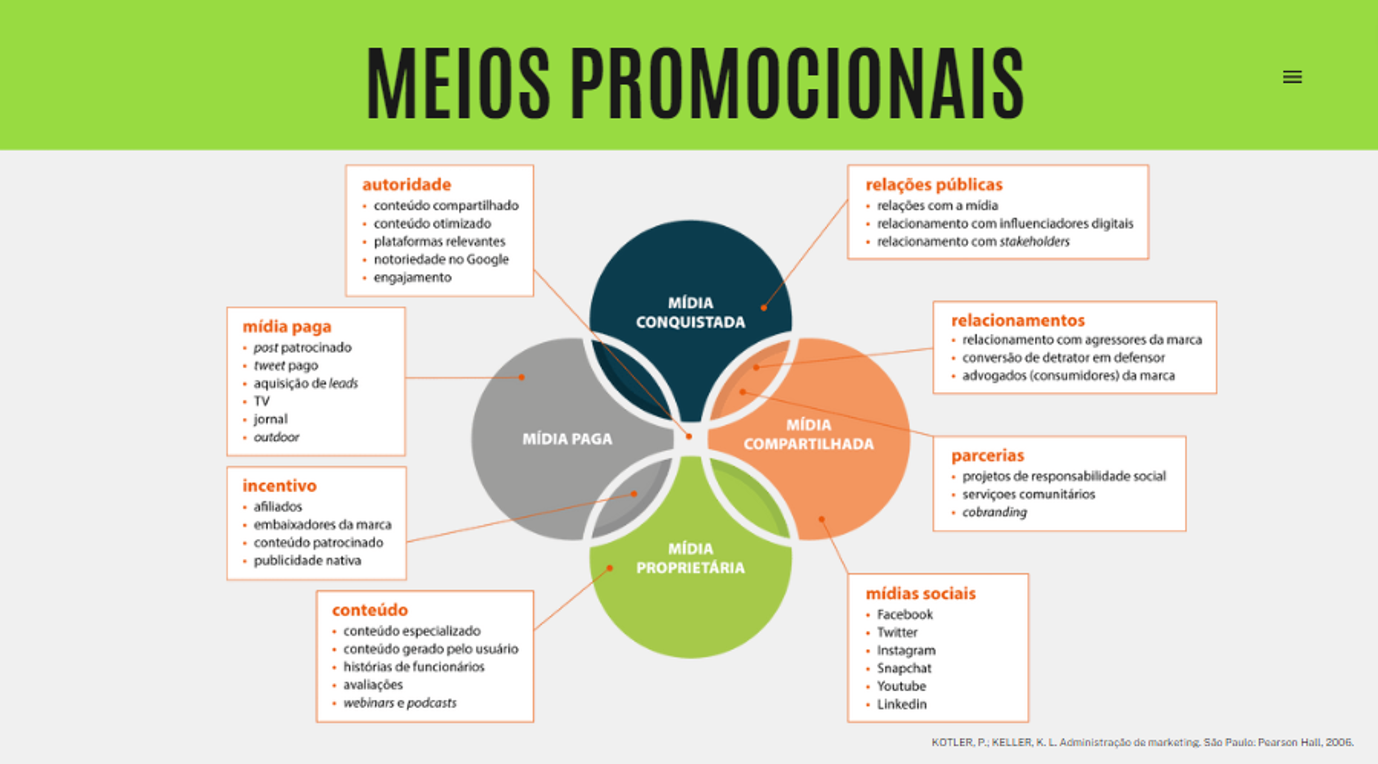 MEIOS PROMOCIONAIS
autoridade
• conteúdo compartilhado
• conteúdo otimizado
• plataformas relevantes
• notoriedade no Google
• engajamento
relações públicas
• relações com a mídia
• relacionamento com influenciadores digitais
• relacionamento com stakeholders
mídia paga
• post patrocinado
• tweet pago
• aquisição de leads
• TV
• jornal
• outdoor
MÍDIA
CONQUISTADA
relacionamentos
• relacionamento com agressores da marca
• conversão de detrator em defensor
• advogados (consumidores) da marca
MÍDIA PAGA
MÍDIA
COMPARTILHADA
parcerias
• projetos de responsabilidade social
• serviçoes comunitários
• cobranding
incentivo
• afiliados
• embaixadores da marca
• conteúdo patrocinado
• publicidade nativa
MÍDIA
PROPRIETÁRIA
conteúdo
• conteúdo especializado
• conteúdo gerado pelo usuário
• histórias de funcionários
• avaliações
• webinars e podcasts
mídias sociais
• Facebook
• Twitter
• Instagram
• Snapchat
• Youtube
• Linkedin
KOTLER, P.; KELLER, K. L. Administração de marketing. São Paulo: Pearson Hall, 2006.